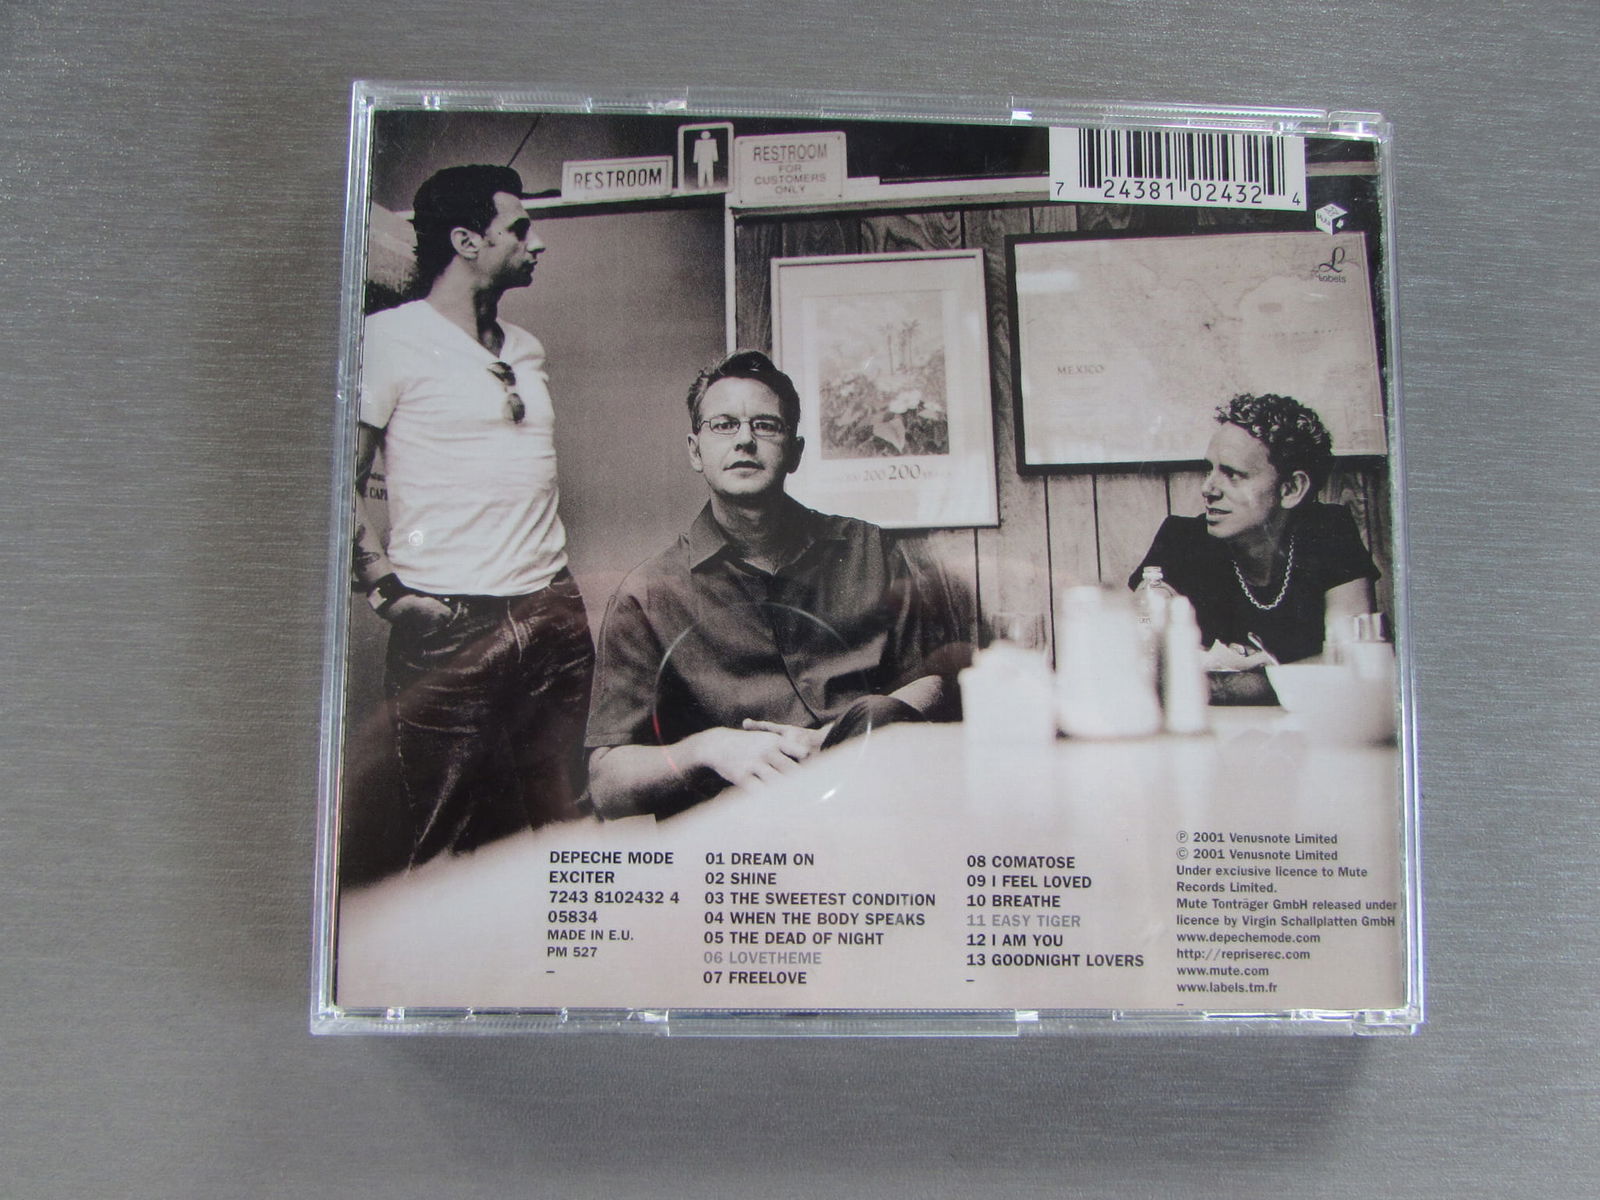 RESTROOM
RESTROOM
FOR
CUSTOMERS
ONLY
7 24381 02432 4
Mute
Labels
MEXICO
200 200
DEPECHE MODE
EXCITER
7243 8102432 4
05834
MADE IN E.U.
PM 527
–
01 DREAM ON
02 SHINE
03 THE SWEETEST CONDITION
04 WHEN THE BODY SPEAKS
05 THE DEAD OF NIGHT
06 LOVETHEME
07 FREELOVE
08 COMATOSE
09 I FEEL LOVED
10 BREATHE
11 EASY TIGER
12 I AM YOU
13 GOODNIGHT LOVERS
–
℗ 2001 Venusnote Limited
© 2001 Venusnote Limited
Under exclusive licence to Mute
Records Limited.
Mute Tonträger GmbH released under
licence by Virgin Schallplatten GmbH
www.depechemode.com
http://repriserec.com
www.mute.com
www.labels.tm.fr
–